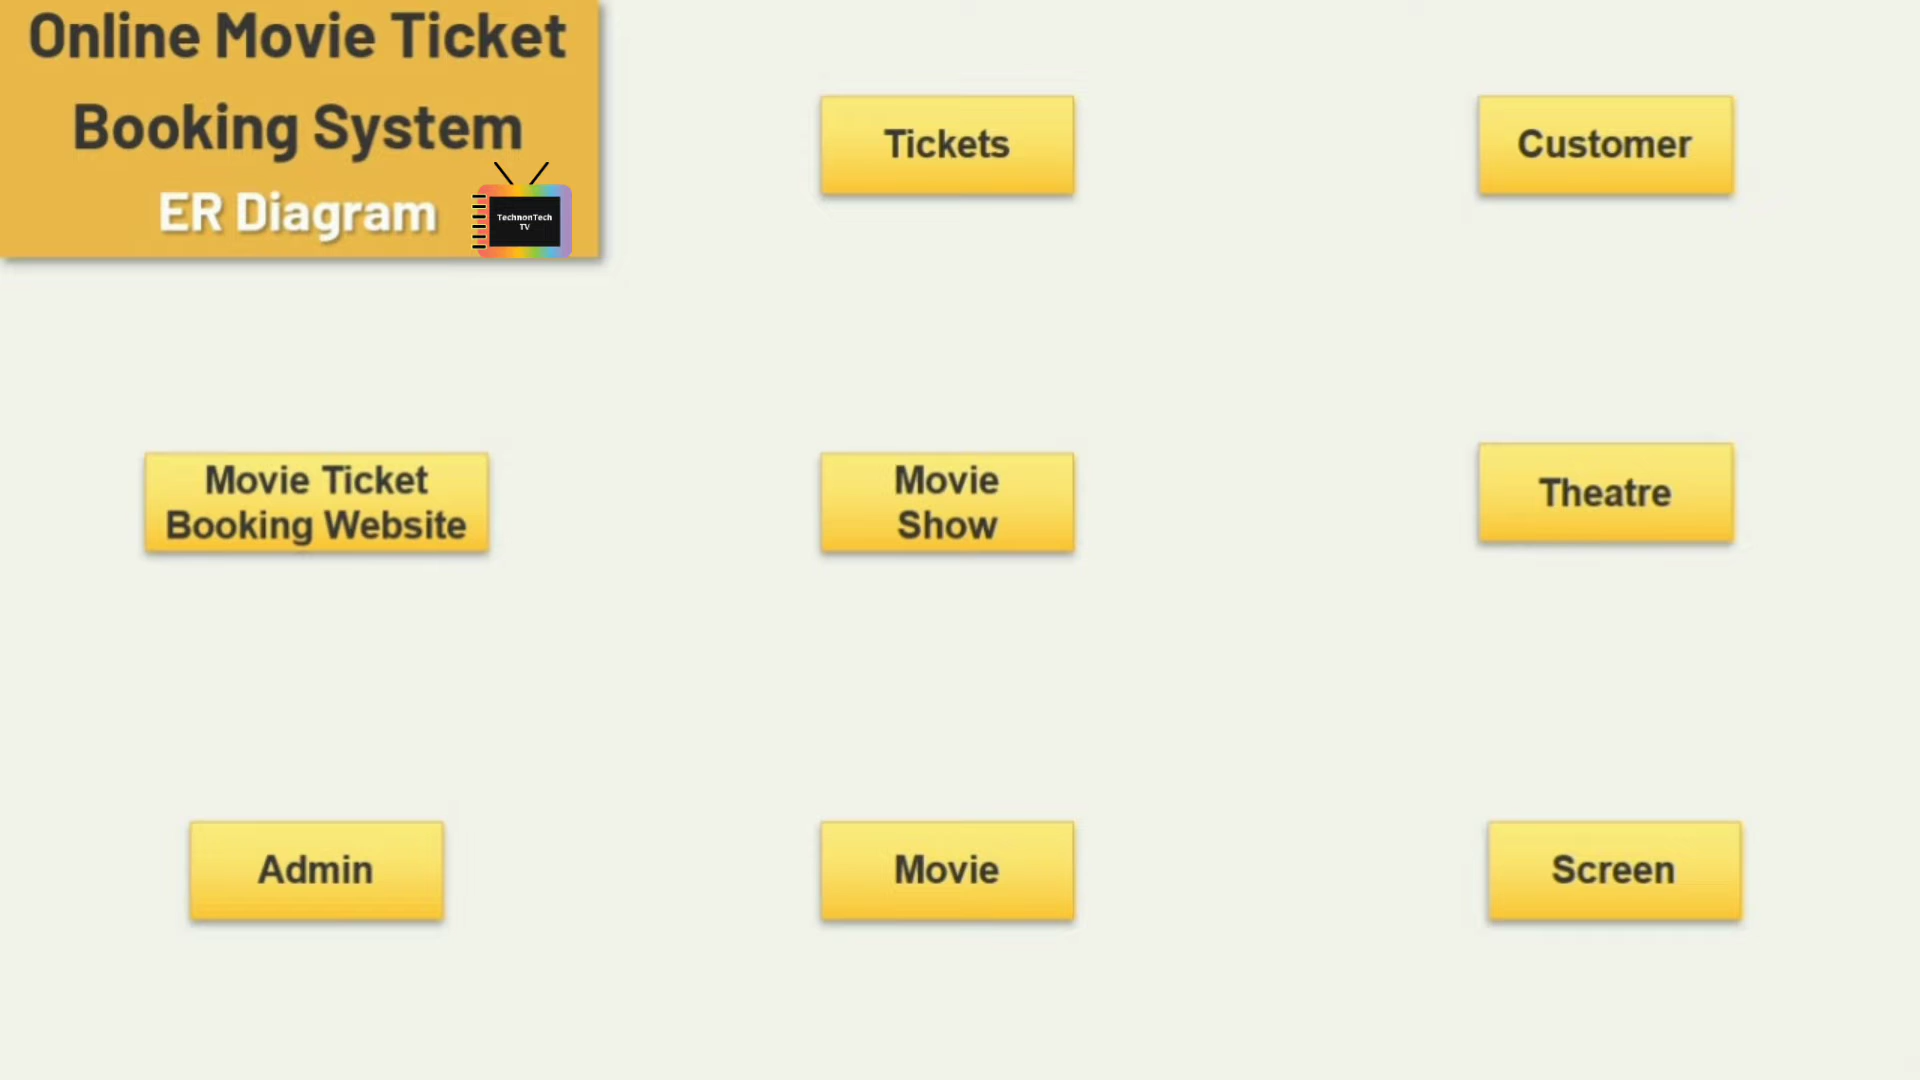 Online Movie Ticket
Booking System
ER Diagram
TechnonTech
TV
Tickets
Customer
Movie Ticket
Booking Website
Movie
Show
Theatre
Admin
Movie
Screen